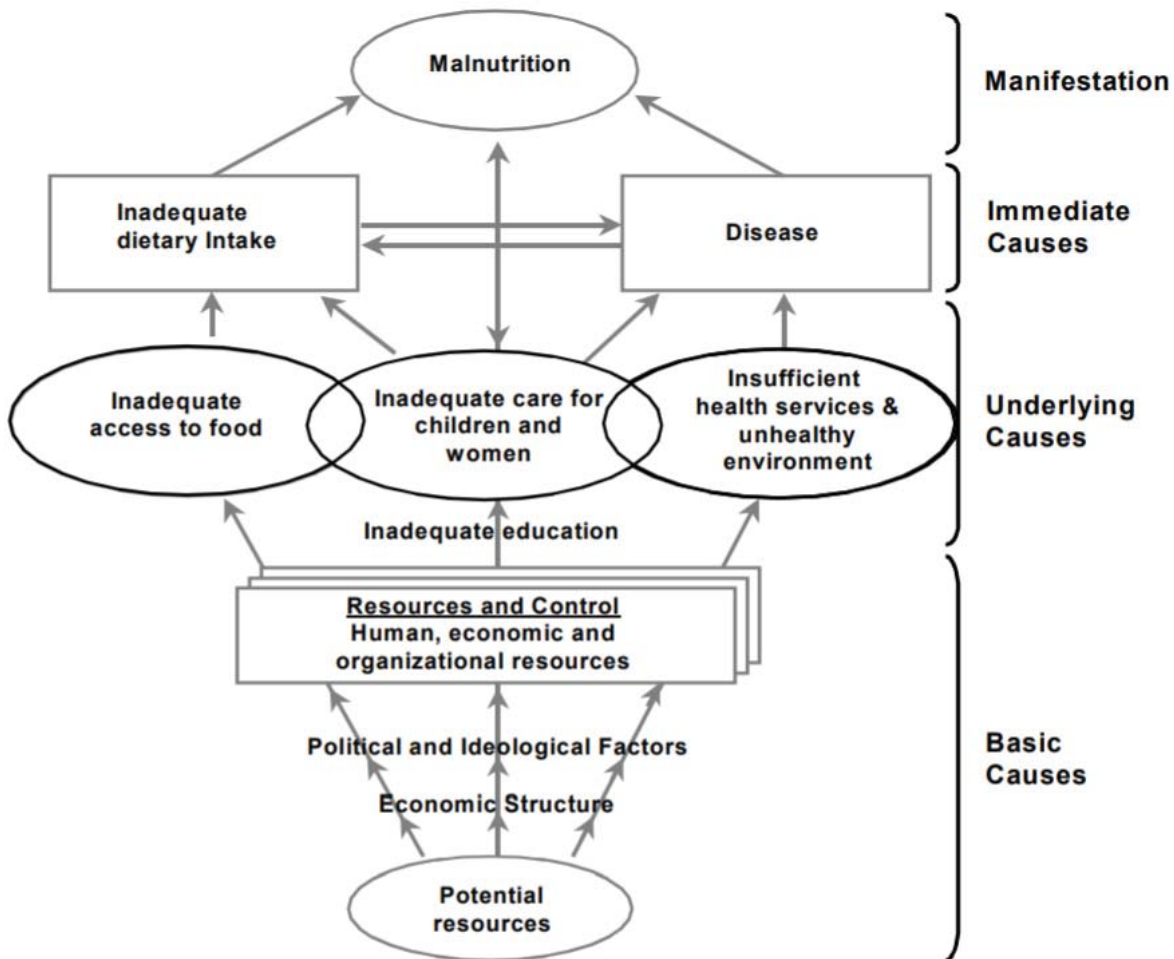 Malnutrition
Manifestation
Inadequate
dietary Intake
Disease
Immediate
Causes
Inadequate
access to food
Inadequate care for
children and
women
Insufficient
health services &
unhealthy
environment
Underlying
Causes
Inadequate education
Resources and Control
Human, economic and
organizational resources
Political and Ideological Factors
Economic Structure
Basic
Causes
Potential
resources